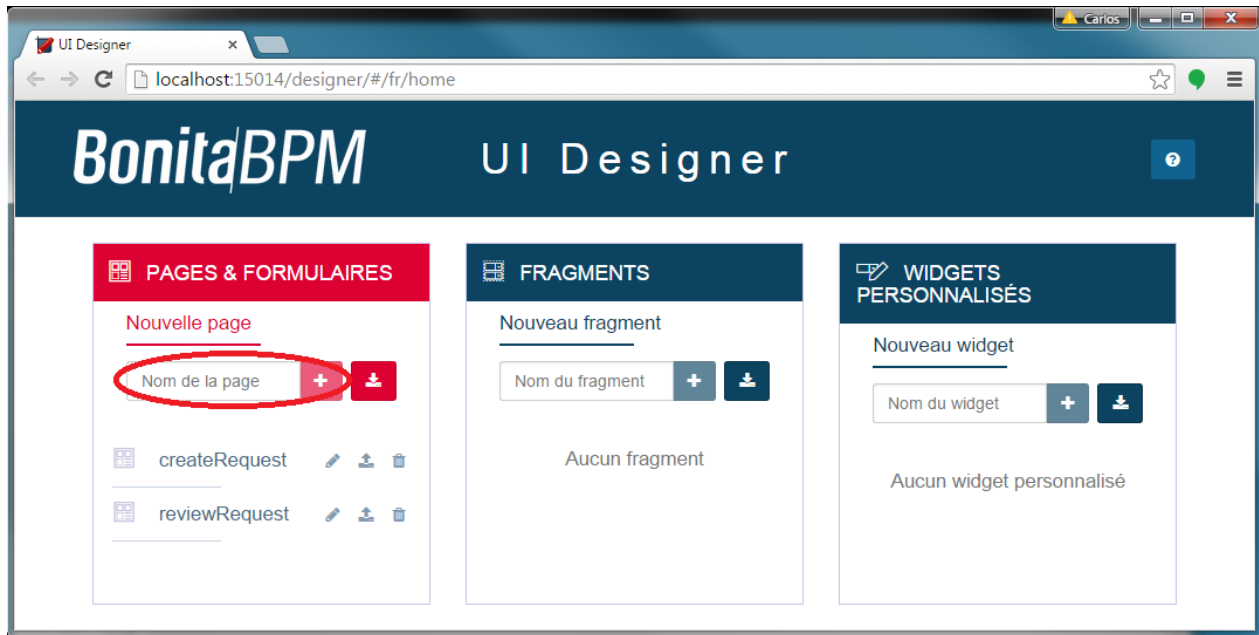 Carlos
UI Designer
localhost:15014/designer/#/fr/home
BonitaBPM UI Designer
PAGES & FORMULAIRES
Nouvelle page
Nom de la page
createRequest
reviewRequest
FRAGMENTS
Nouveau fragment
Nom du fragment
Aucun fragment
WIDGETS
PERSONNALISÉS
Nouveau widget
Nom du widget
Aucun widget personnalisé